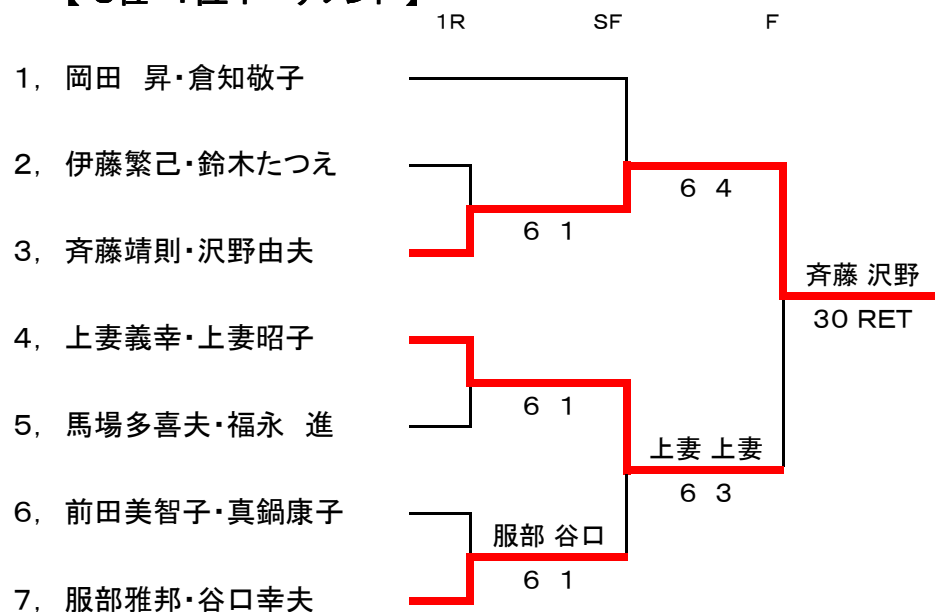 1R SF F
1, 岡田 昇・倉知敬子
2, 伊藤繁己・鈴木たつえ
6 4
6 1
3, 斉藤靖則・沢野由夫
斉藤 沢野
30 RET
4, 上妻義幸・上妻昭子
6 1
5, 馬場多喜夫・福永 進
上妻 上妻
6 3
6, 前田美智子・真鍋康子
服部 谷口
6 1
7, 服部雅邦・谷口幸夫